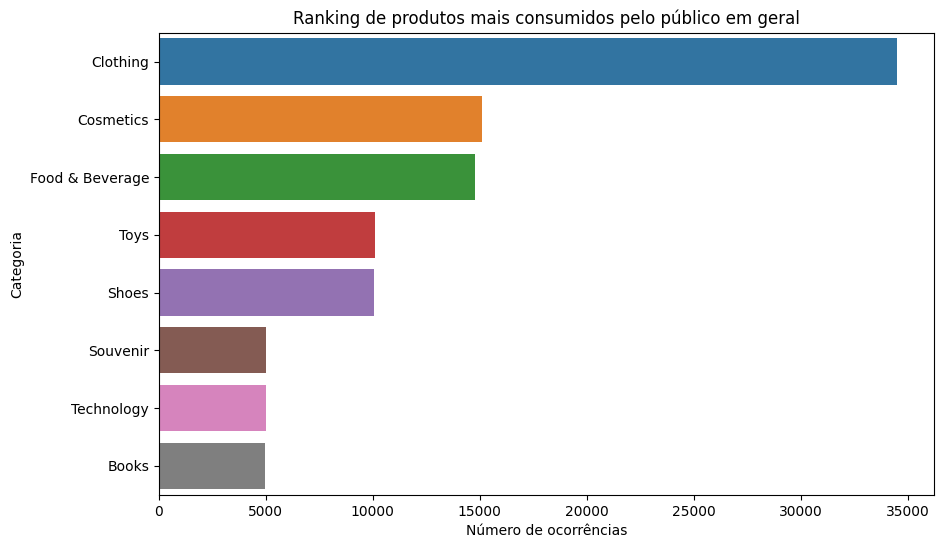 Ranking de produtos mais consumidos pelo público em geral
Categoria
Clothing
Cosmetics
Food & Beverage
Toys
Shoes
Souvenir
Technology
Books
0 5000 10000 15000 20000 25000 30000 35000
Número de ocorrências